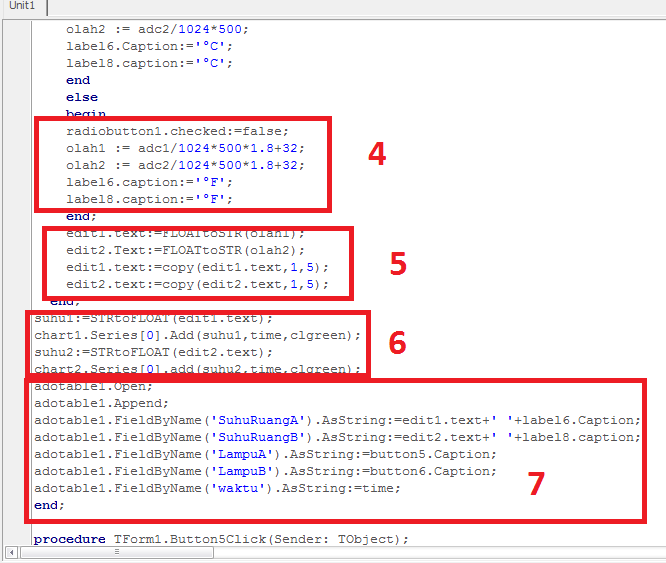 Unit1
olah2 := adc2/1024*500;
label6.Caption:='°C';
label8.caption:='°C';
end
else
begin
radiobutton1.checked:=false;
olah1 := adc1/1024*500*1.8+32;
olah2 := adc2/1024*500*1.8+32;
label6.caption:='°F';
label8.caption:='°F';
4
end;
edit1.text:=FLOATtoSTR(olah1);
edit2.Text:=FLOATtoSTR(olah2);
edit1.text:=copy(edit1.text,1,5);
edit2.text:=copy(edit2.text,1,5);
5
end;
suhu1:=STRtoFLOAT(edit1.text);
chart1.Series[0].Add(suhu1,time,clgreen);
suhu2:=STRtoFLOAT(edit2.text);
chart2.Series[0].add(suhu2,time,clgreen);
6
adotable1.Open;
adotable1.Append;
adotable1.FieldByName('SuhuRuangA').AsString:=edit1.text+' '+label6.Caption;
adotable1.FieldByName('SuhuRuangB').AsString:=edit2.text+' '+label8.caption;
adotable1.FieldByName('LampuA').AsString:=button5.Caption;
adotable1.FieldByName('LampuB').AsString:=button6.Caption;
adotable1.FieldByName('waktu').AsString:=time;
7
end;
procedure TForm1.Button5Click(Sender: TObject);